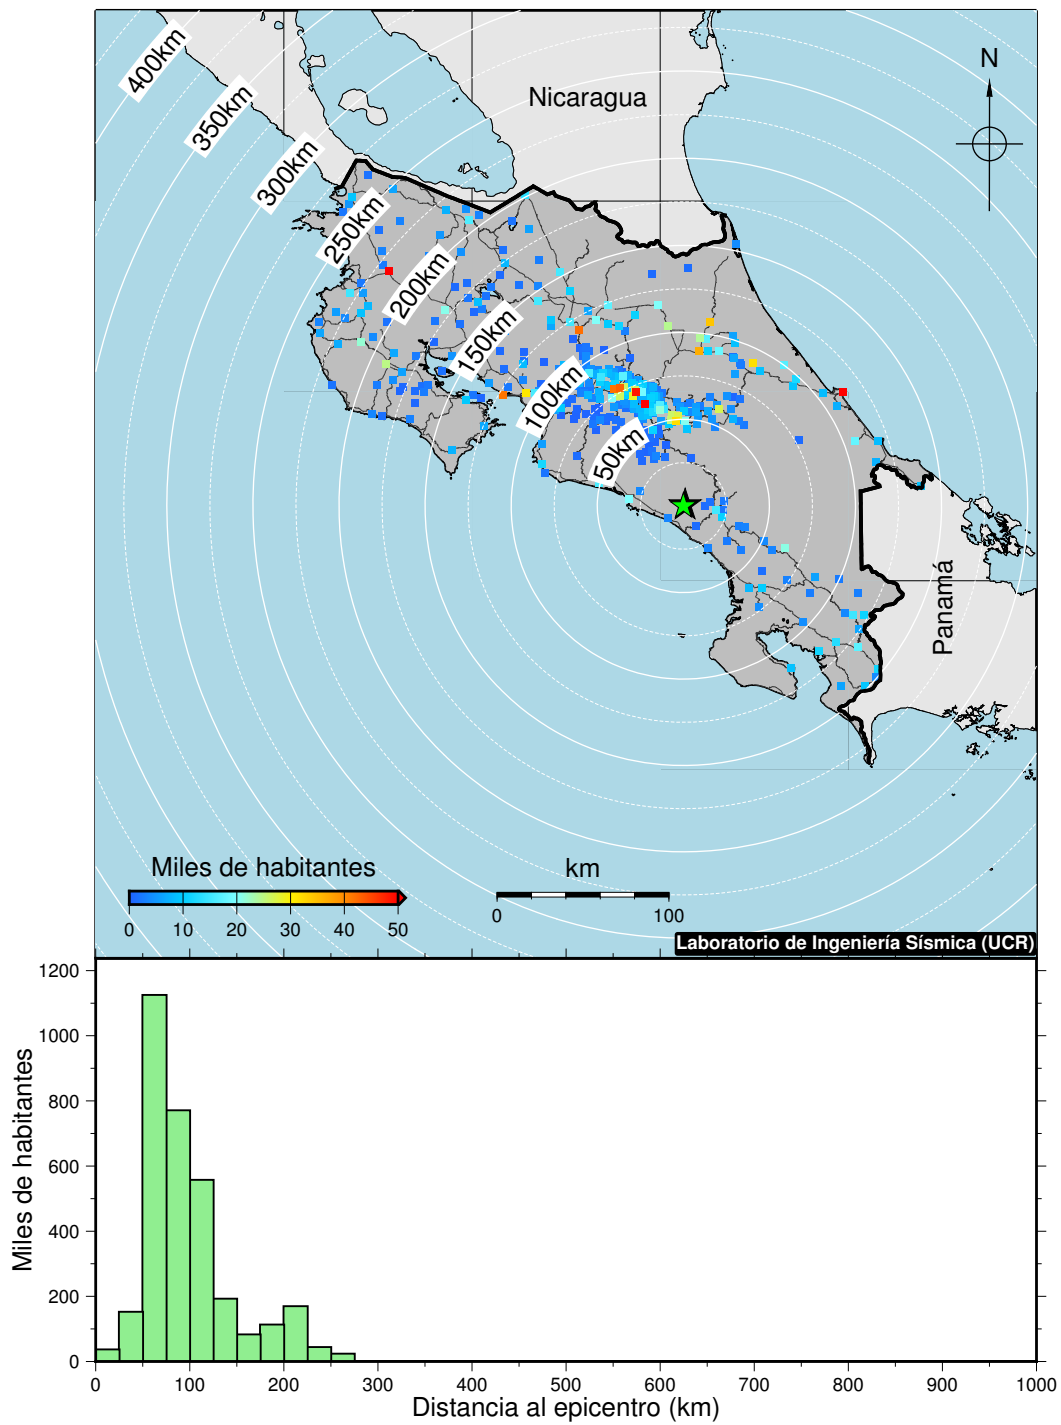 400km
350km
300km
250km
200km
150km
100km
50km
Nicaragua
N
Panamá
Miles de habitantes
0 10 20 30 40 50
km
0 100
Laboratorio de Ingeniería Sísmica (UCR)
Miles de habitantes
1200
1000
800
600
400
200
0
0 100 200 300 400 500 600 700 800 900 1000
Distancia al epicentro (km)